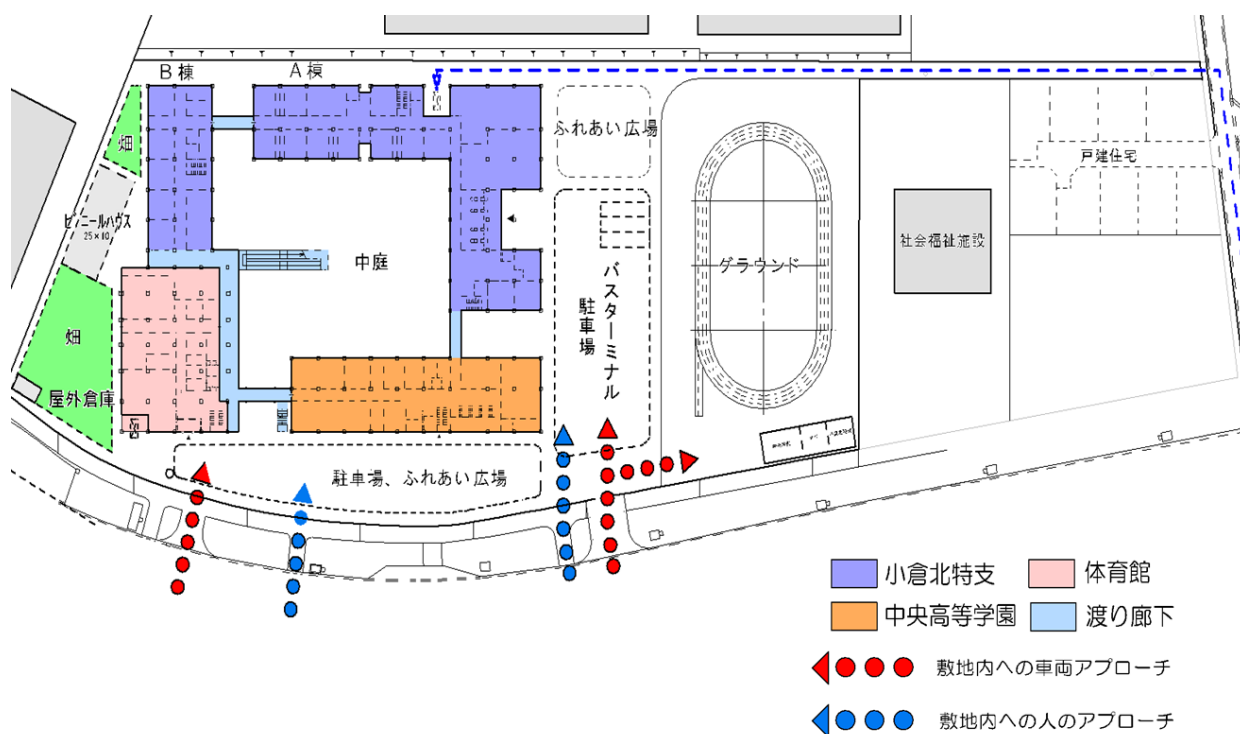 B棟
A棟
畑
ふれあい広場
戸建住宅
ビニールハウス
25×80
社会福祉施設
中庭
グラウンド
バスターミナル
駐車場
畑
屋外倉庫
駐車場、ふれあい広場
小倉北特支
体育館
中央高等学園
渡り廊下
敷地内への車両アプローチ
敷地内への人のアプローチ